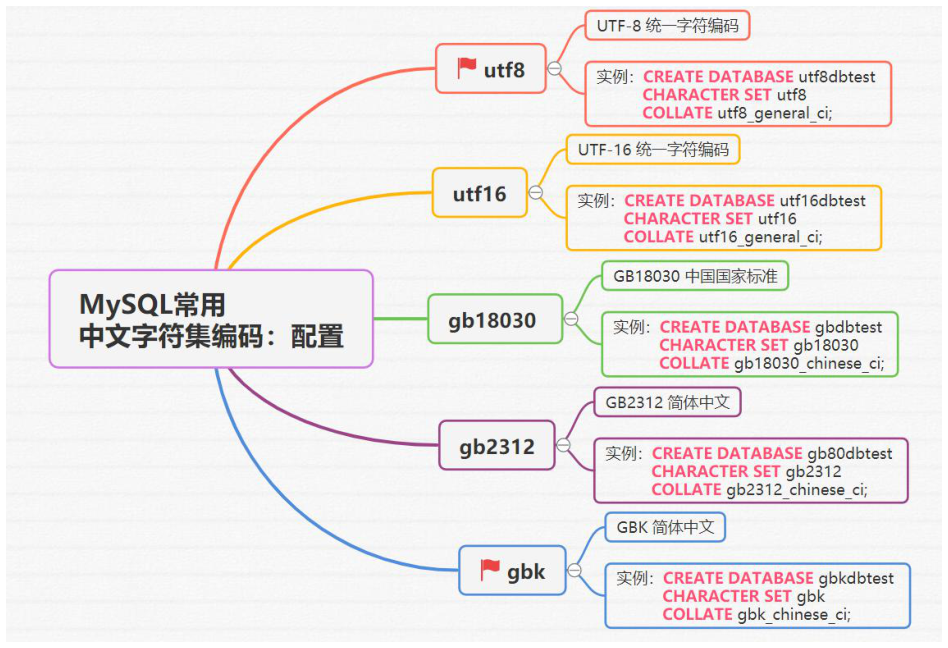 MySQL常用
中文字符集编码：配置
utf8
UTF-8 统一字符编码
实例：CREATE DATABASE utf8dbtest
CHARACTER SET utf8
COLLATE utf8_general_ci;
utf16
UTF-16 统一字符编码
实例：CREATE DATABASE utf16dbtest
CHARACTER SET utf16
COLLATE utf16_general_ci;
gb18030
GB18030 中国国家标准
实例：CREATE DATABASE gbdbtest
CHARACTER SET gb18030
COLLATE gb18030_chinese_ci;
gb2312
GB2312 简体中文
实例：CREATE DATABASE gb80dbtest
CHARACTER SET gb2312
COLLATE gb2312_chinese_ci;
gbk
GBK 简体中文
实例：CREATE DATABASE gbkdbtest
CHARACTER SET gbk
COLLATE gbk_chinese_ci;